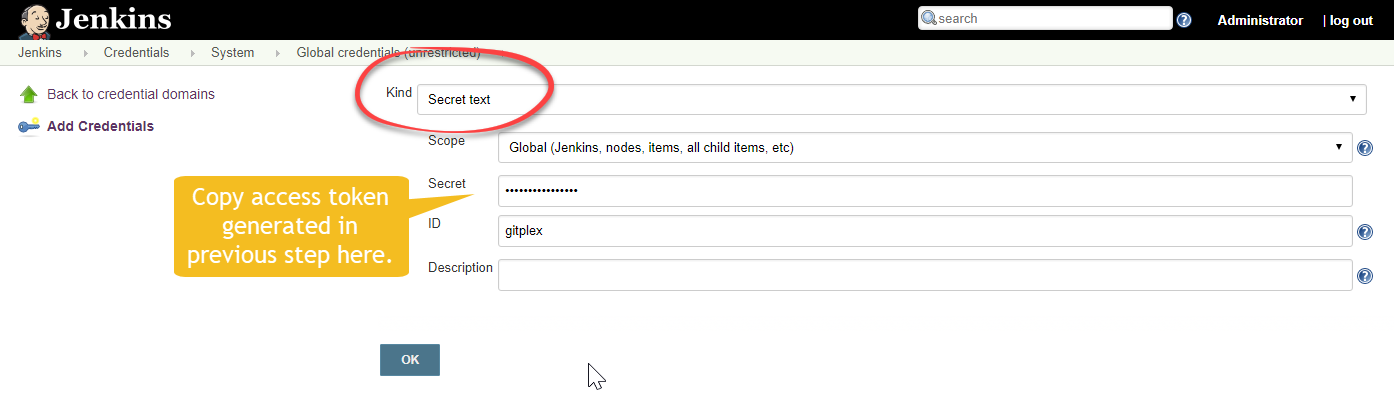 Jenkins
search
Administrator
| log out
Jenkins
Credentials
System
Global credentials (unrestricted)
Back to credential domains
Add Credentials
Kind
Secret text
Scope
Global (Jenkins, nodes, items, all child items, etc)
Secret
••••••••••••••••
ID
gitplex
Description
Copy access token
generated in
previous step here.
OK